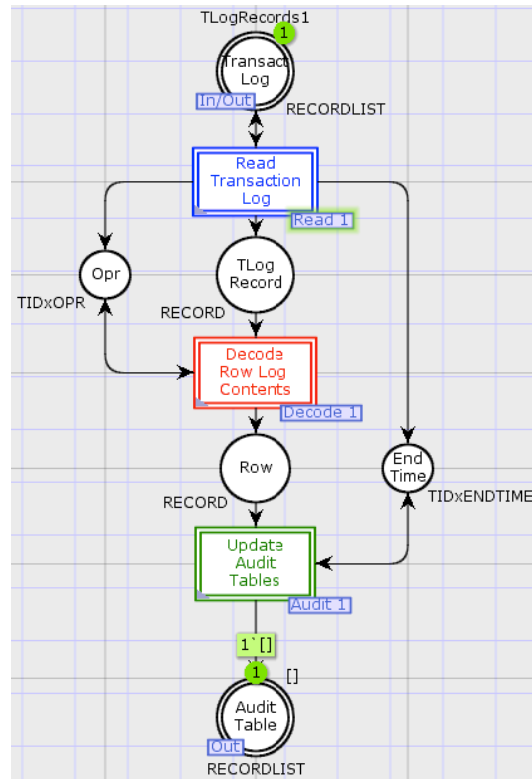 TLogRecords1
1
Transact
Log
In/Out
RECORDLIST
Read
Transaction
Log
Read 1
Opr
TLog
Record
TIDxOPR
RECORD
Decode
Row Log
Contents
Decode 1
Row
End
Time
RECORD
TIDxENDTIME
Update
Audit
Tables
Audit 1
1`[]
1
[]
Audit
Table
Out
RECORDLIST